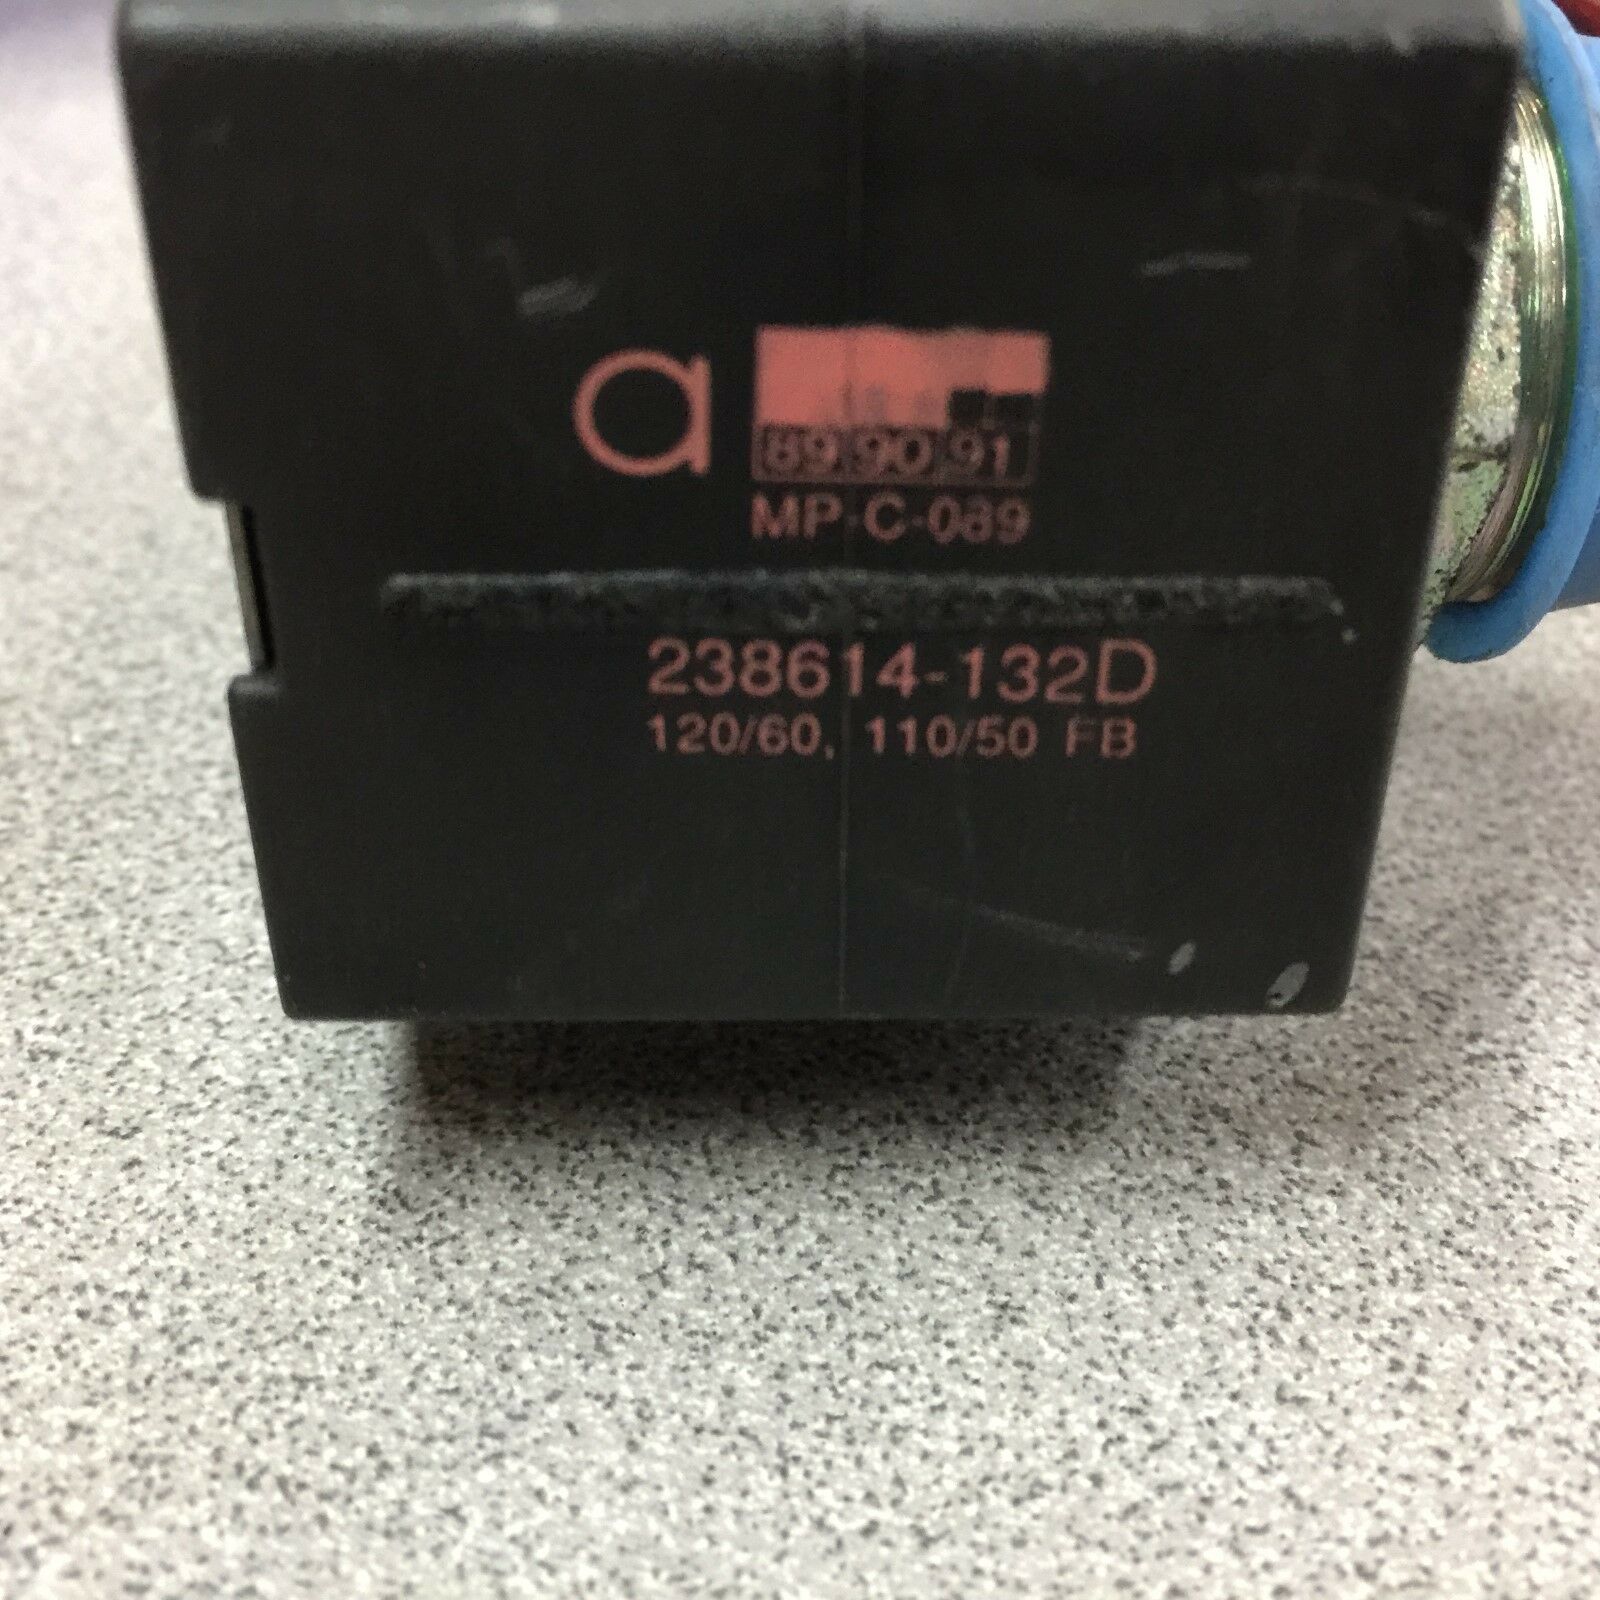 a
89 90 91
MP-C-089
238614-132D
120/60, 110/50 FB